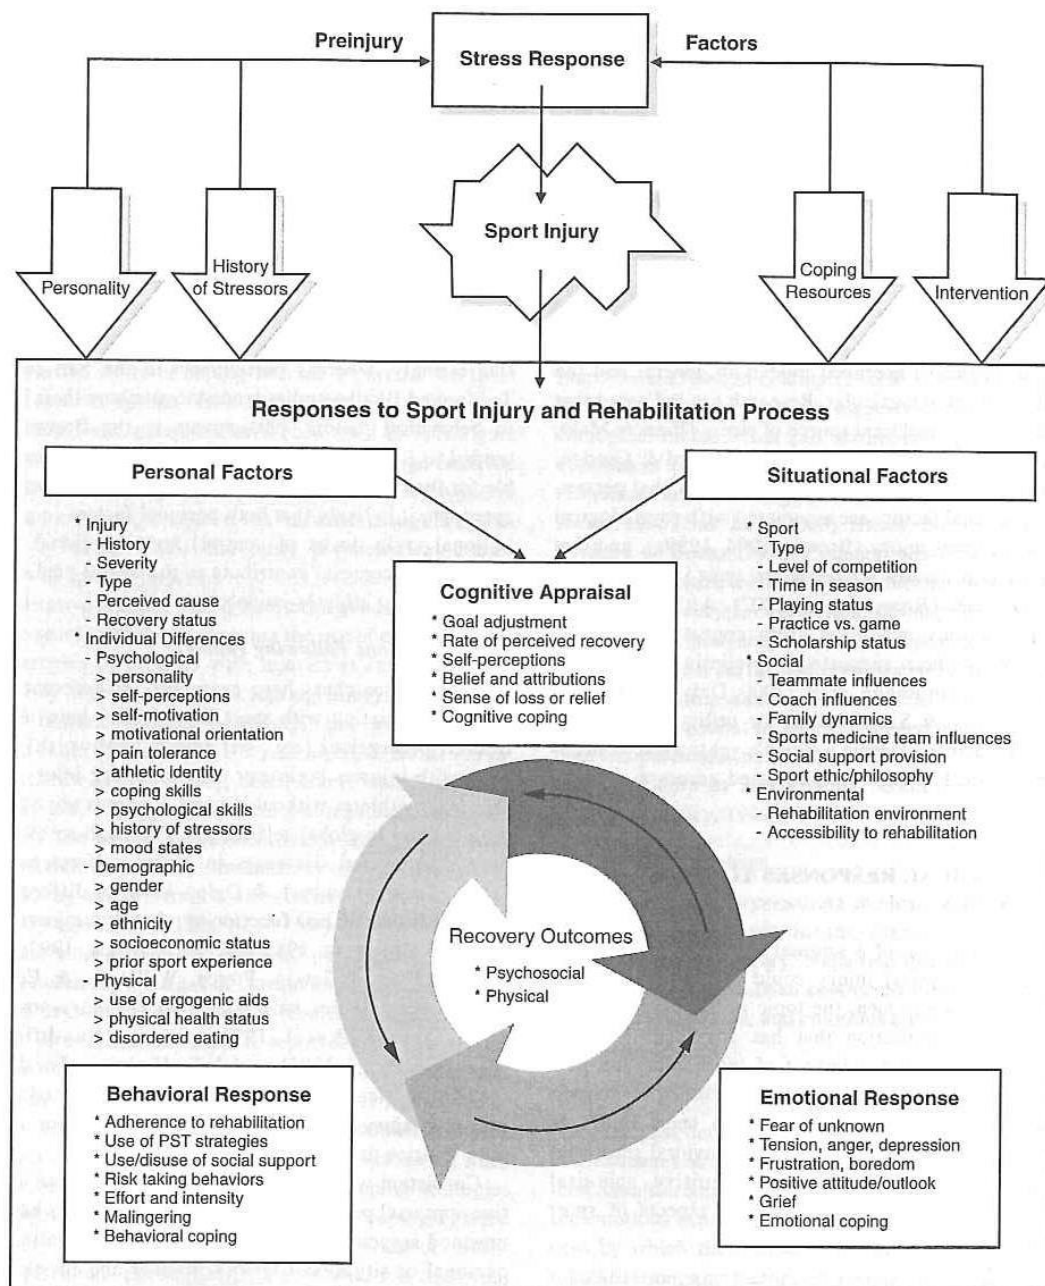 Preinjury
Factors
Stress Response
Sport Injury
Personality
History
of Stressors
Coping
Resources
Intervention
Responses to Sport Injury and Rehabilitation Process
Personal Factors
* Injury
- History
- Severity
- Type
- Perceived cause
- Recovery status
* Individual Differences
- Psychological
> personality
> self-perceptions
> self-motivation
> motivational orientation
> pain tolerance
> athletic identity
> coping skills
> psychological skills
> history of stressors
> mood states
- Demographic
> gender
> age
> ethnicity
> socioeconomic status
> prior sport experience
- Physical
> use of ergogenic aids
> physical health status
> disordered eating
Situational Factors
* Sport
- Type
- Level of competition
- Time in season
- Playing status
- Practice vs. game
- Scholarship status
* Social
- Teammate influences
- Coach influences
- Family dynamics
- Sports medicine team influences
- Social support provision
- Sport ethic/philosophy
* Environmental
- Rehabilitation environment
- Accessibility to rehabilitation
Cognitive Appraisal
* Goal adjustment
* Rate of perceived recovery
* Self-perceptions
* Belief and attributions
* Sense of loss or relief
* Cognitive coping
Recovery Outcomes
* Psychosocial
* Physical
Behavioral Response
* Adherence to rehabilitation
* Use of PST strategies
* Use/disuse of social support
* Risk taking behaviors
* Effort and intensity
* Malingering
* Behavioral coping
Emotional Response
* Fear of unknown
* Tension, anger, depression
* Frustration, boredom
* Positive attitude/outlook
* Grief
* Emotional coping